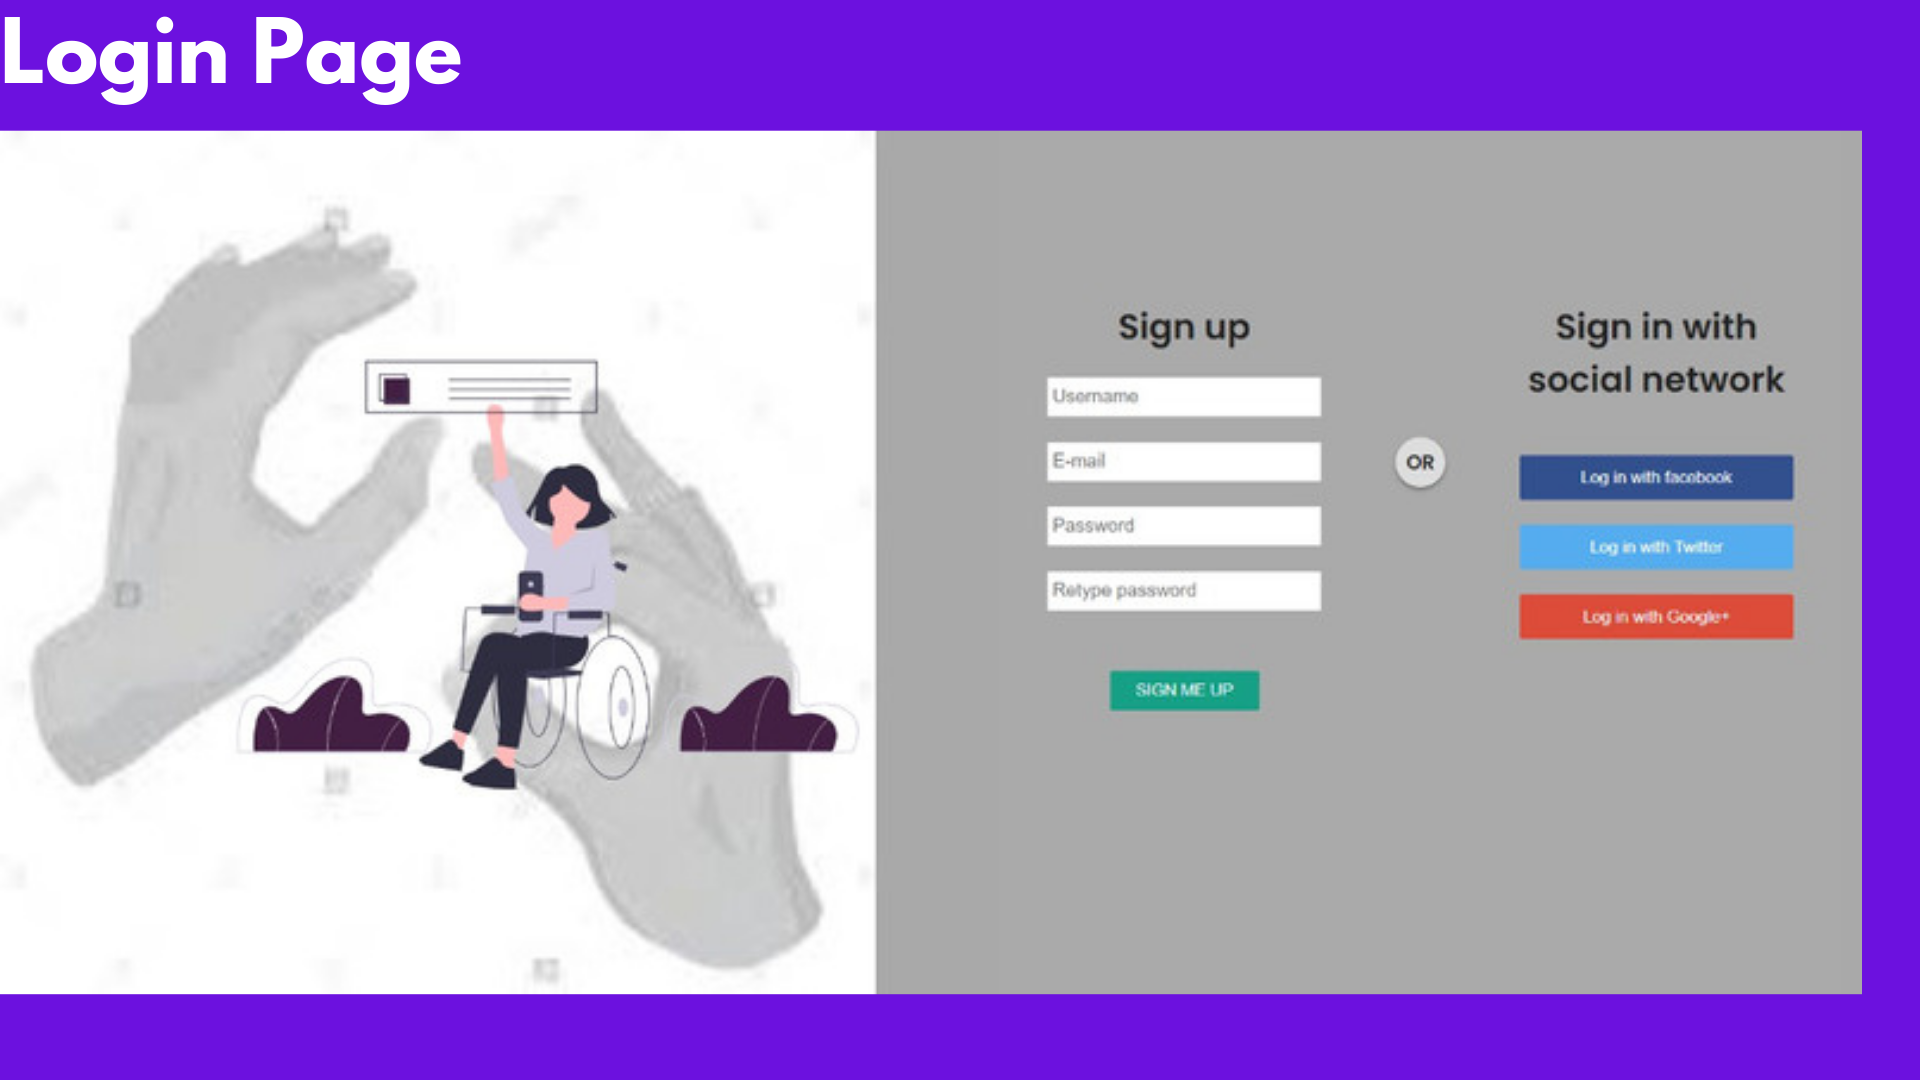 Login Page
Sign up
Username
E-mail
Password
Retype password
SIGN ME UP
OR
Sign in with
social network
Log in with facebook
Log in with Twitter
Log in with Google+